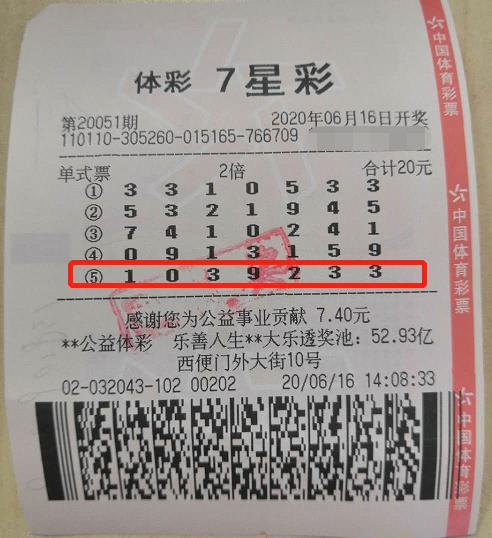 体彩 7星彩
第20051期 2020年06月16日开奖
110110-305260-015165-766709
单式票 2倍 合计20元
① 3 3 1 0 5 3 3
② 5 3 2 1 9 4 5
③ 7 4 1 0 2 4 1
④ 0 9 1 3 1 5 9
⑤ 1 0 3 9 2 3 3
感谢您为公益事业贡献 7.40元
**公益体彩 乐善人生**大乐透奖池：52.93亿
西便门外大街10号
02-032043-102 00202 20/06/16 14:08:33
中国体育彩票
中国体育彩票
中国体育彩票